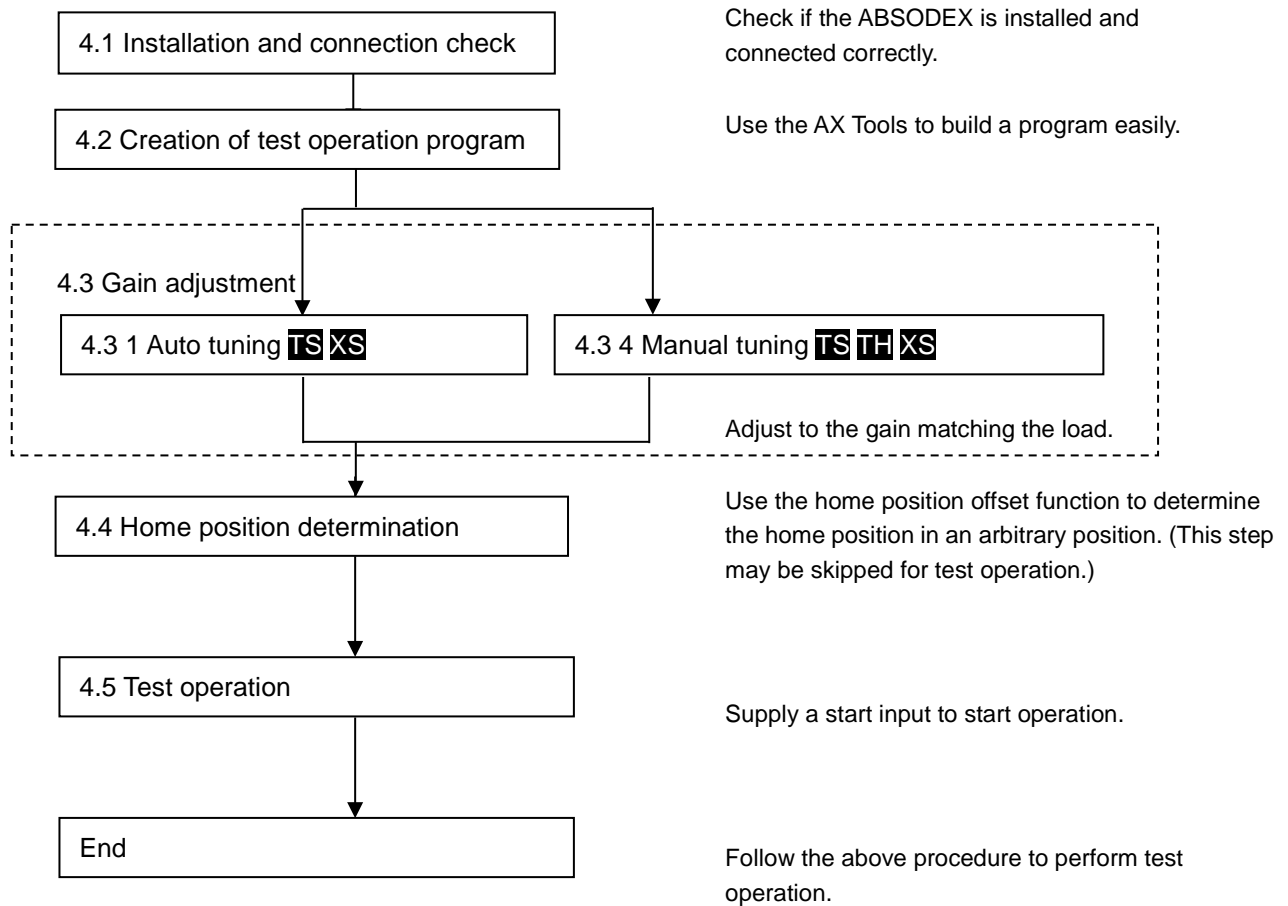 4.1 Installation and connection check
Check if the ABSODEX is installed and
connected correctly.
4.2 Creation of test operation program
Use the AX Tools to build a program easily.
4.3 Gain adjustment
4.3 1 Auto tuning TS XS
4.3 4 Manual tuning TS TH XS
Adjust to the gain matching the load.
4.4 Home position determination
Use the home position offset function to determine
the home position in an arbitrary position. (This step
may be skipped for test operation.)
4.5 Test operation
Supply a start input to start operation.
End
Follow the above procedure to perform test
operation.